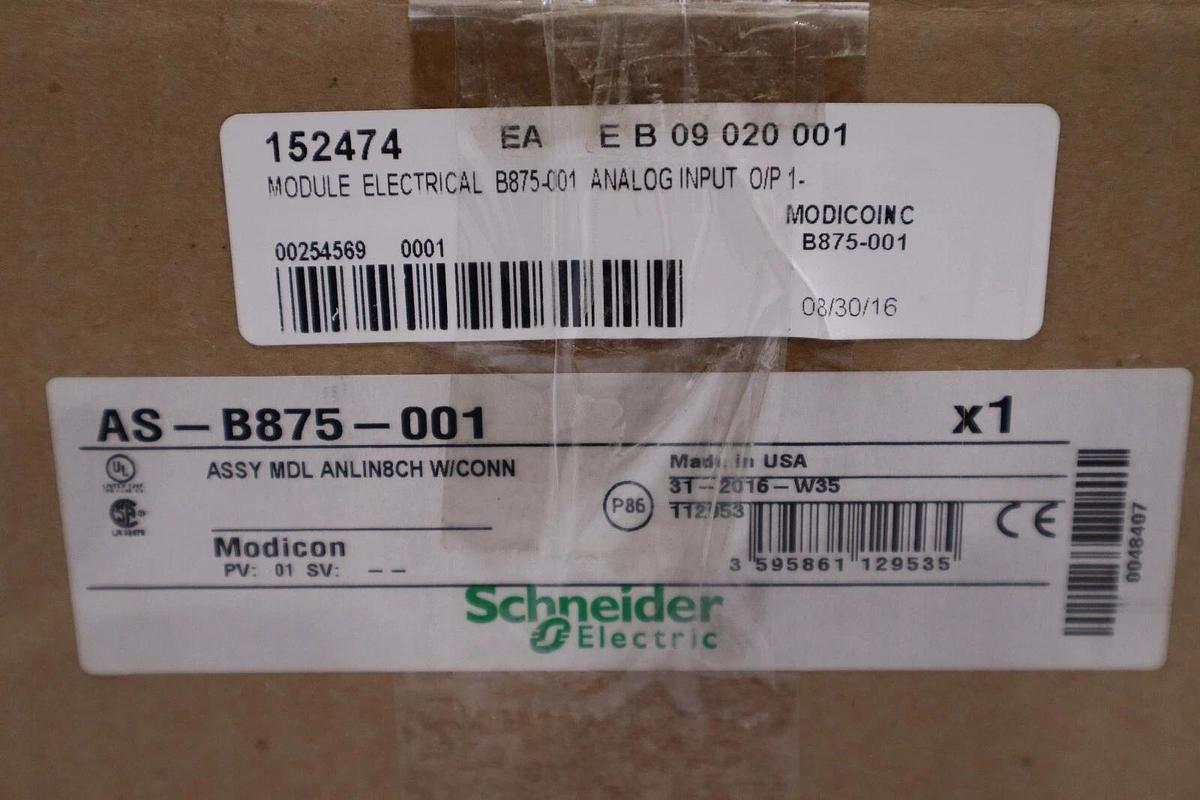 152474 EA E B 09 020 001
MODULE ELECTRICAL B875-001 ANALOG INPUT O/P 1-
MODICOINC
B875-001
00254569 0001
08/30/16
AS-B875-001 x1
UL
ASSY MDL ANLIN8CH W/CONN
Made in USA
31-2016-W35
P86
CE
Modicon
PV: 01 SV: --
3 595861 129535
0048407
Schneider
Electric